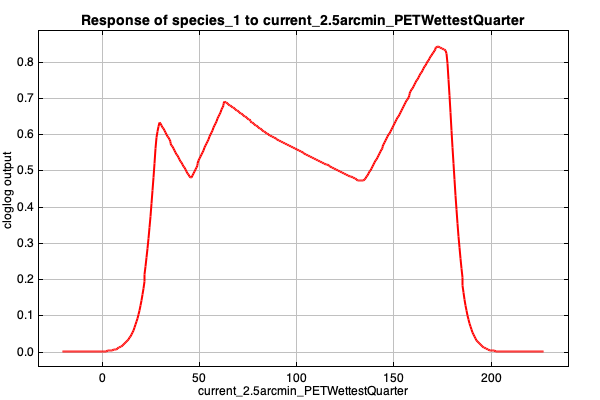 Response of species_1 to current_2.5arcmin_PETWettestQuarter
cloglog output
0.8
0.7
0.6
0.5
0.4
0.3
0.2
0.1
0.0
0 50 100 150 200
current_2.5arcmin_PETWettestQuarter